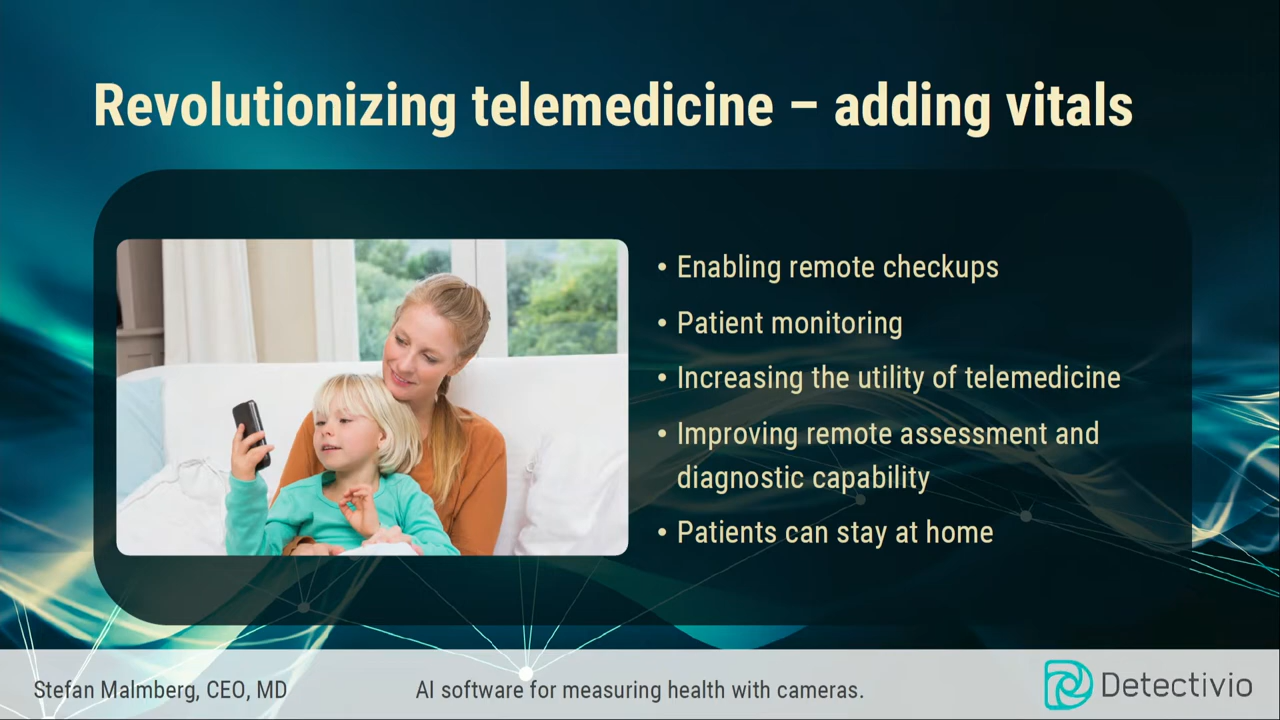 Revolutionizing telemedicine – adding vitals
• Enabling remote checkups
• Patient monitoring
• Increasing the utility of telemedicine
• Improving remote assessment and
diagnostic capability
• Patients can stay at home
Stefan Malmberg, CEO, MD
AI software for measuring health with cameras.
Detectivio